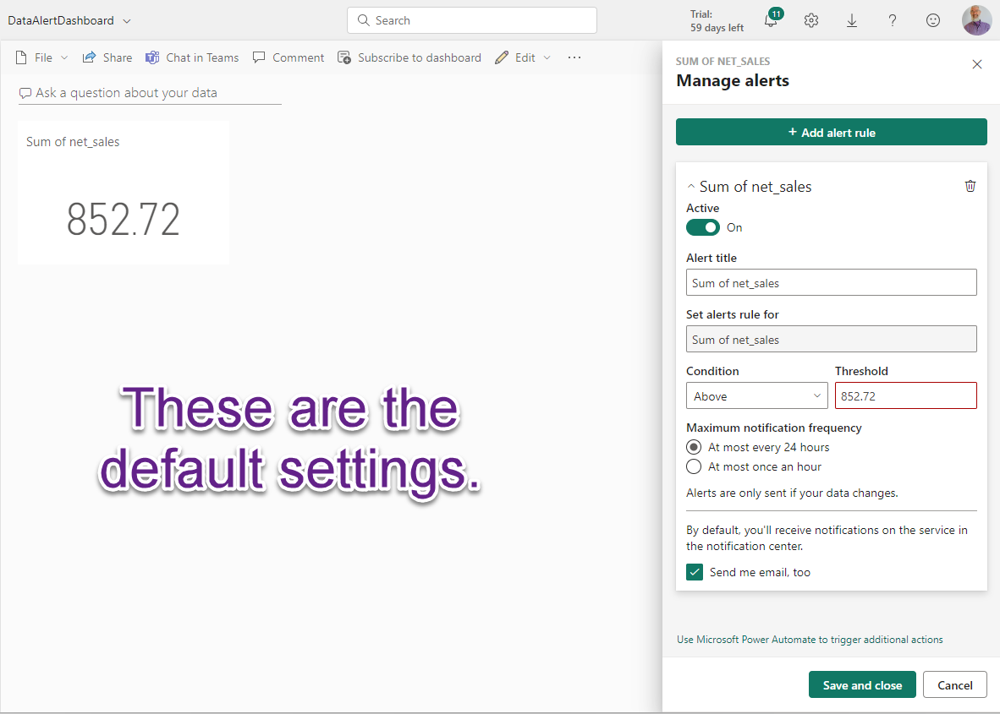 DataAlertDashboard
Search
Trial:
59 days left
11
File
Share
Chat in Teams
Comment
Subscribe to dashboard
Edit
Ask a question about your data
Sum of net_sales
852.72
These are the
default settings.
SUM OF NET_SALES
Manage alerts
+ Add alert rule
Sum of net_sales
Active
On
Alert title
Sum of net_sales
Set alerts rule for
Sum of net_sales
Condition Threshold
Above 852.72
Maximum notification frequency
At most every 24 hours
At most once an hour
Alerts are only sent if your data changes.
By default, you'll receive notifications on the service in
the notification center.
Send me email, too
Use Microsoft Power Automate to trigger additional actions
Save and close Cancel